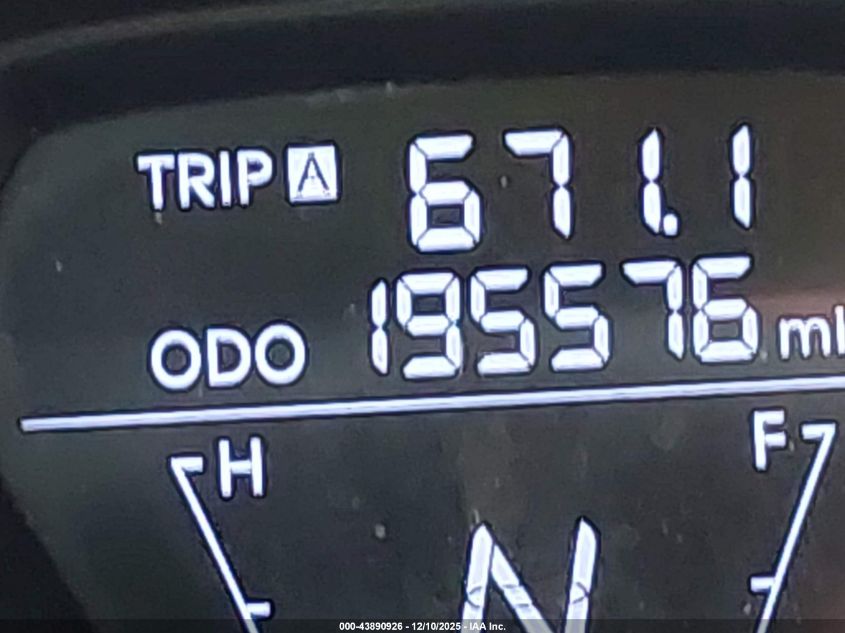 TRIP A 671.1
ODO 195576 mi
H F
N
000-43890926 - 12/10/2025 - IAA Inc.